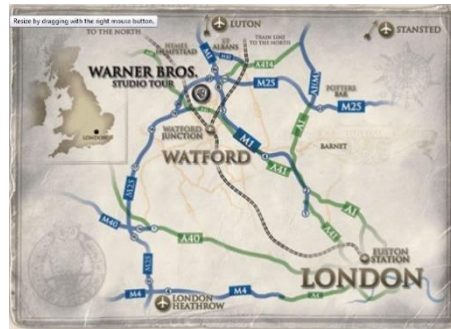 Resize by dragging with the right mouse button.
LUTON
STANSTED
TO THE NORTH
HEMEL
HEMPSTEAD
ST
ALBANS
TRAIN LINE
TO THE NORTH
M1
A414
WARNER BROS.
STUDIO TOUR
M25
POTTERS
BAR
M25
A1
WATFORD
JUNCTION
WATFORD
M1
A41
BARNET
M25
A1
A41
M40
A40
EUSTON
STATION
LONDON
M25
M4
LONDON
HEATHROW
M4
A4